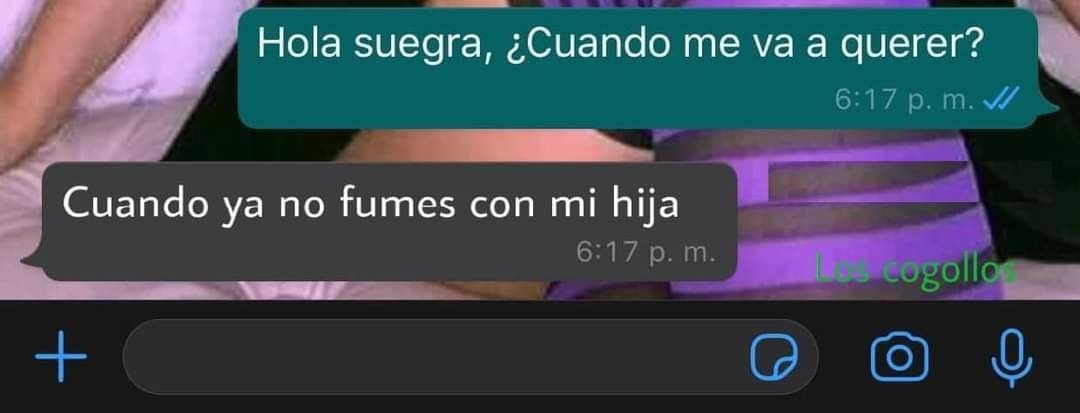 Hola suegra, ¿Cuando me va a querer?
6:17 p. m.
Cuando ya no fumes con mi hija
6:17 p. m.
Los cogollos